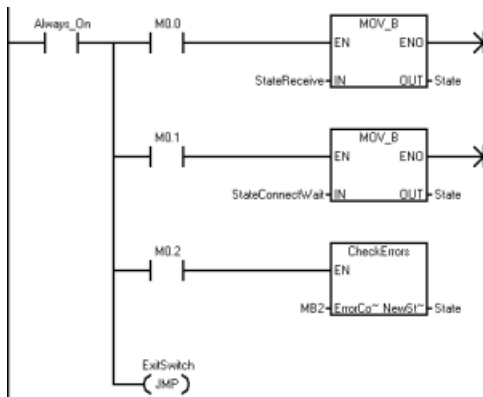 Always_On
M0.0
MOV_B
EN
ENO
StateReceive
IN
OUT
State
M0.1
MOV_B
EN
ENO
StateConnectWait
IN
OUT
State
M0.2
CheckErrors
EN
MB2
ErrorCo~
NewSt~
State
ExitSwitch
JMP